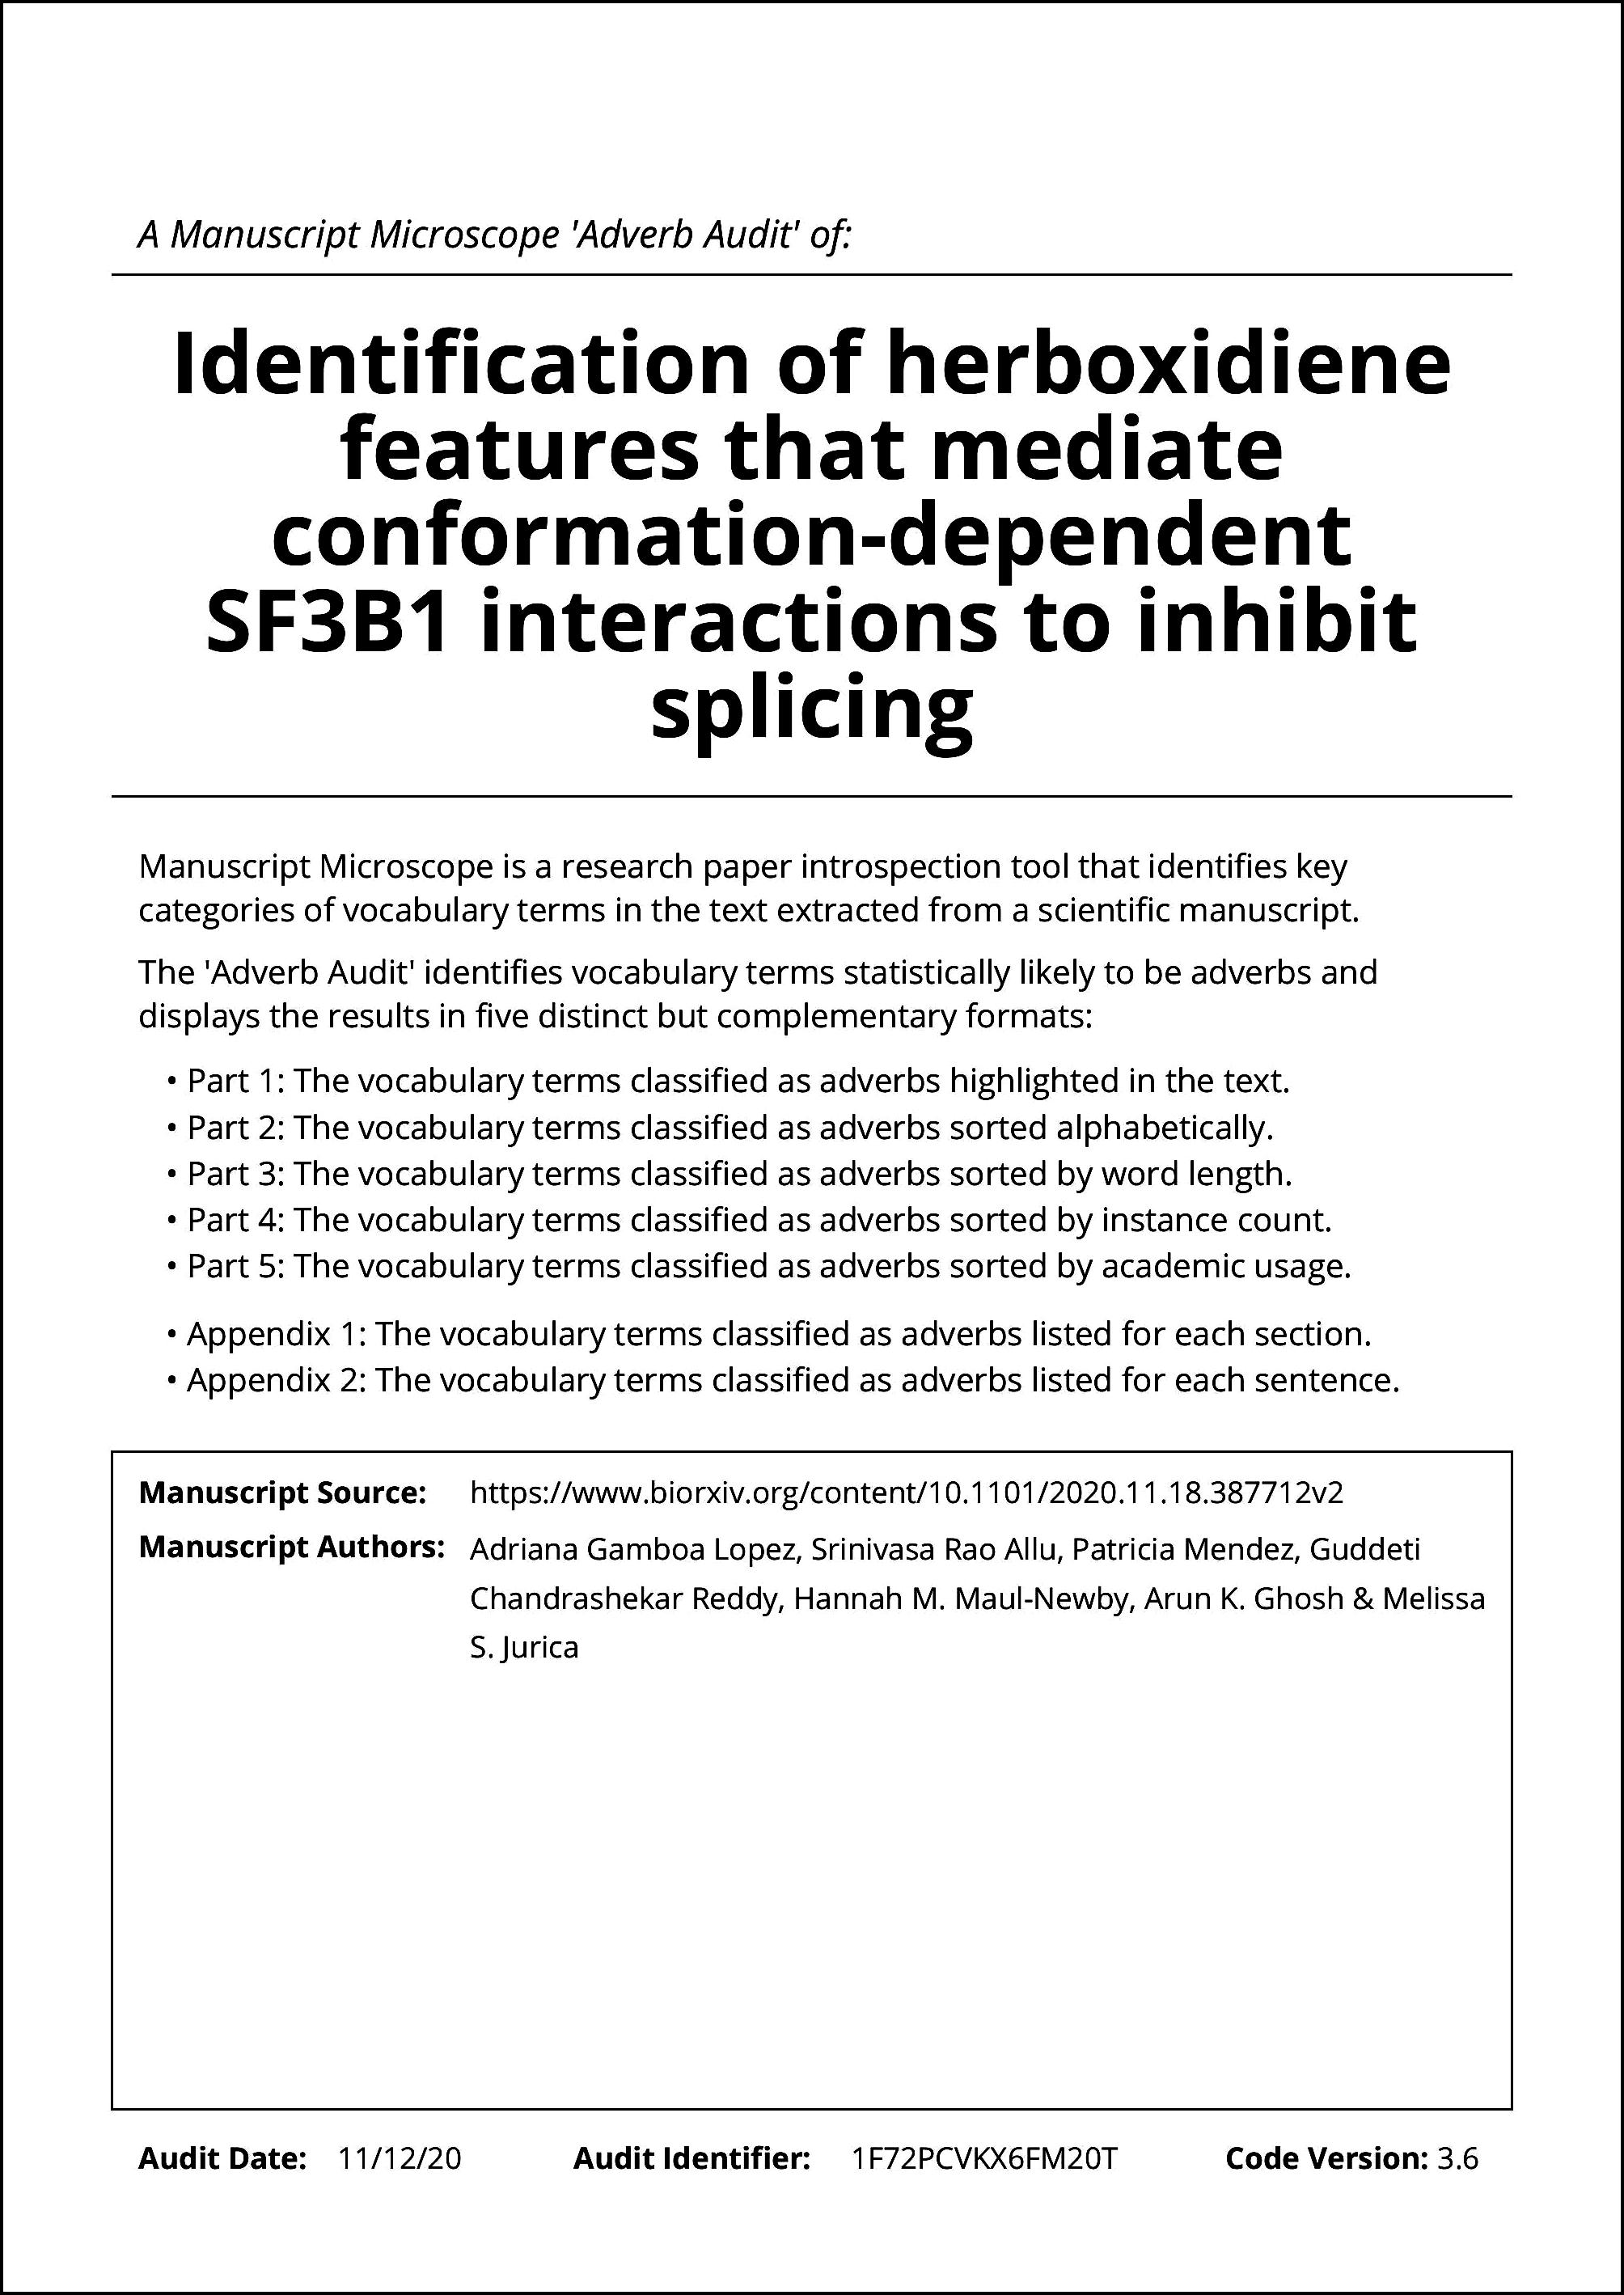 A Manuscript Microscope 'Adverb Audit' of:
Identification of herboxidiene
features that mediate
conformation-dependent
SF3B1 interactions to inhibit
splicing
Manuscript Microscope is a research paper introspection tool that identifies key
categories of vocabulary terms in the text extracted from a scientific manuscript.
The 'Adverb Audit' identifies vocabulary terms statistically likely to be adverbs and
displays the results in five distinct but complementary formats:
• Part 1: The vocabulary terms classified as adverbs highlighted in the text.
• Part 2: The vocabulary terms classified as adverbs sorted alphabetically.
• Part 3: The vocabulary terms classified as adverbs sorted by word length.
• Part 4: The vocabulary terms classified as adverbs sorted by instance count.
• Part 5: The vocabulary terms classified as adverbs sorted by academic usage.
• Appendix 1: The vocabulary terms classified as adverbs listed for each section.
• Appendix 2: The vocabulary terms classified as adverbs listed for each sentence.
Manuscript Source: https://www.biorxiv.org/content/10.1101/2020.11.18.387712v2
Manuscript Authors: Adriana Gamboa Lopez, Srinivasa Rao Allu, Patricia Mendez, Guddeti
Chandrashekar Reddy, Hannah M. Maul-Newby, Arun K. Ghosh & Melissa
S. Jurica
Audit Date: 11/12/20 Audit Identifier: 1F72PCVKX6FM20T Code Version: 3.6